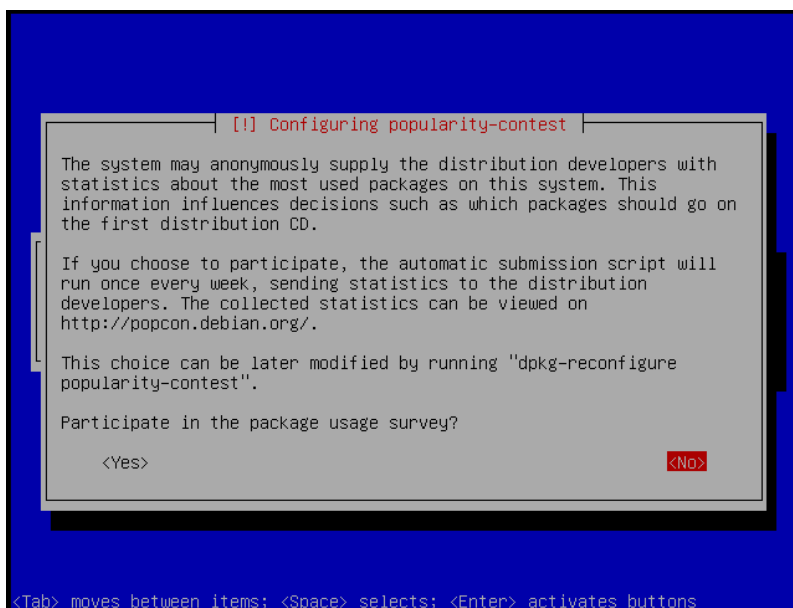 [!] Configuring popularity-contest
The system may anonymously supply the distribution developers with
statistics about the most used packages on this system. This
information influences decisions such as which packages should go on
the first distribution CD.
If you choose to participate, the automatic submission script will
run once every week, sending statistics to the distribution
developers. The collected statistics can be viewed on
http://popcon.debian.org/.
This choice can be later modified by running "dpkg-reconfigure
popularity-contest".
Participate in the package usage survey?
<Yes> <No>
<Tab> moves between items; <Space> selects; <Enter> activates buttons